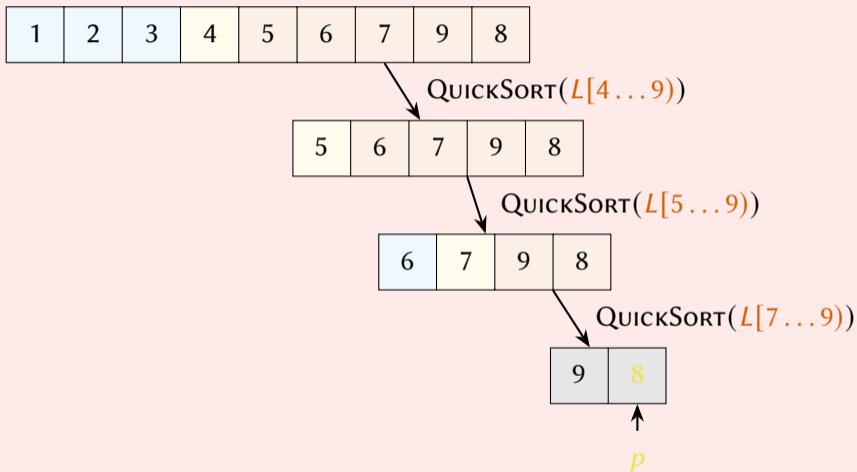 1 2 3 4 5 6 7 9 8
QUICKSORT(L[4...9))
5 6 7 9 8
QUICKSORT(L[5...9))
6 7 9 8
QUICKSORT(L[7...9))
9 8
p